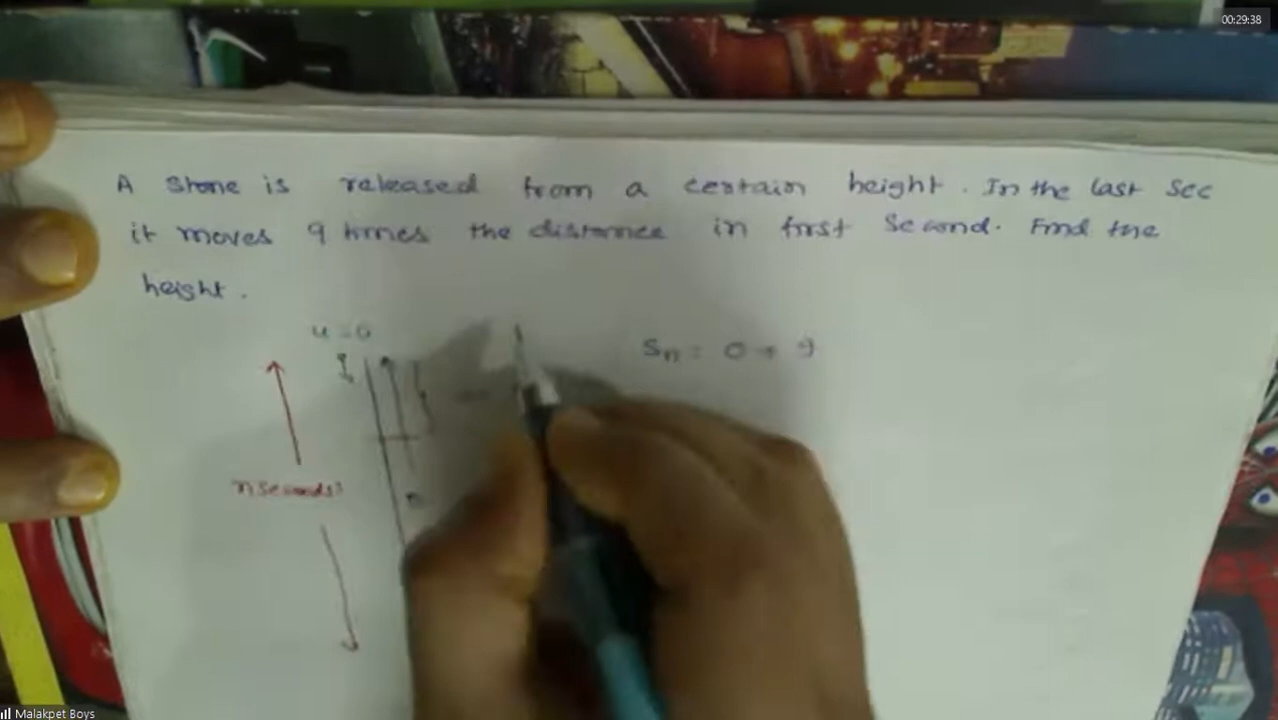 00:29:38
A stone is released from a certain height. In the last sec
it moves 9 times the distance in first second. Find the
height.
u = 0
Sn = 0 + g
n seconds
n
Malakpet Boys